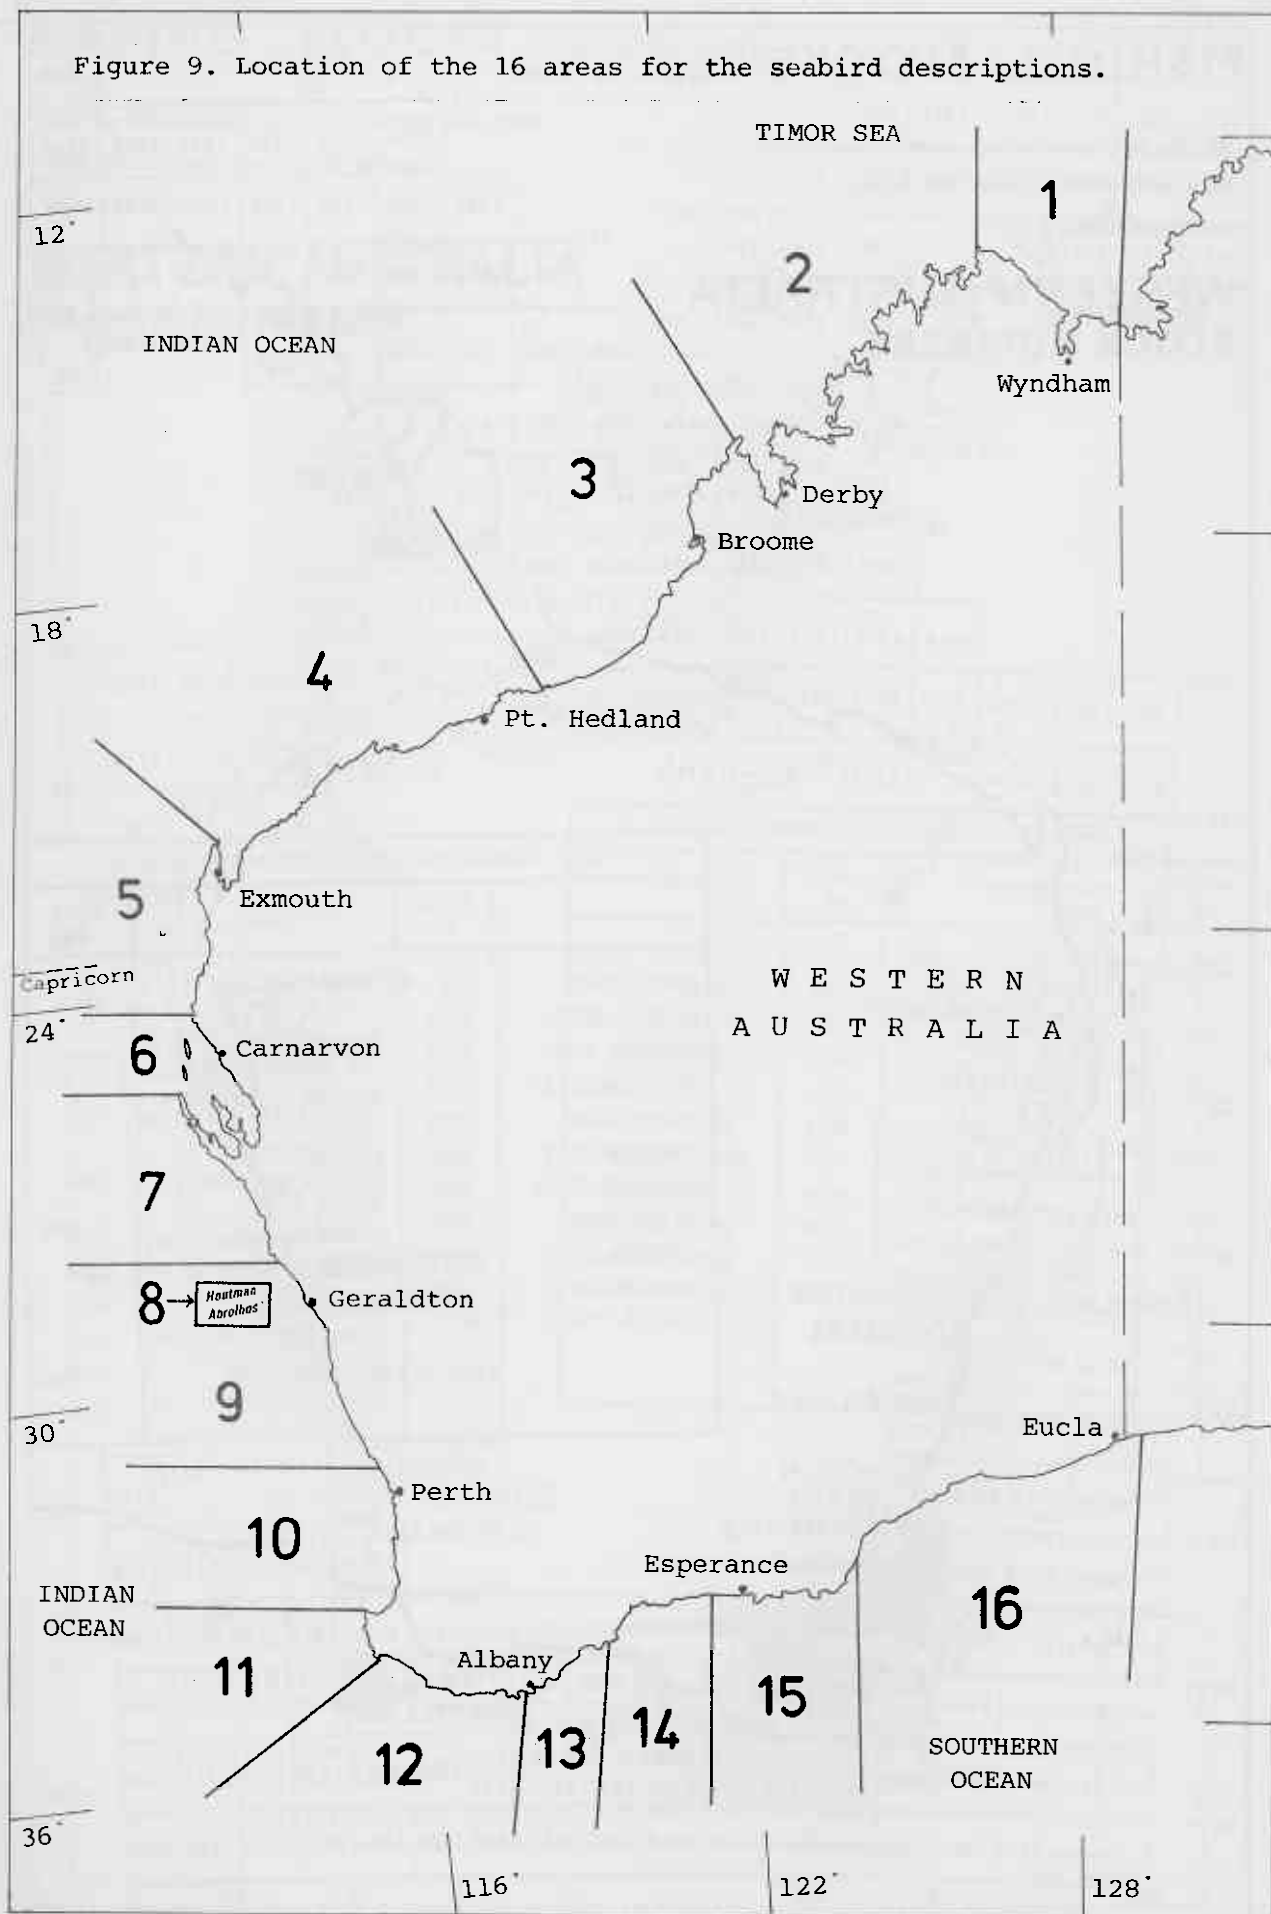 Figure 9. Location of the 16 areas for the seabird descriptions.
TIMOR SEA
1
12°
2
INDIAN OCEAN
Wyndham
3
Derby
Broome
18°
4
Pt. Hedland
5
Exmouth
Capricorn
WESTERN
AUSTRALIA
24°
6
Carnarvon
7
8
Houtman
Abrolhos
Geraldton
9
30°
Eucla
Perth
10
Esperance
INDIAN
OCEAN
16
11
Albany
15
14
13
12
SOUTHERN
OCEAN
36°
116°
122°
128°